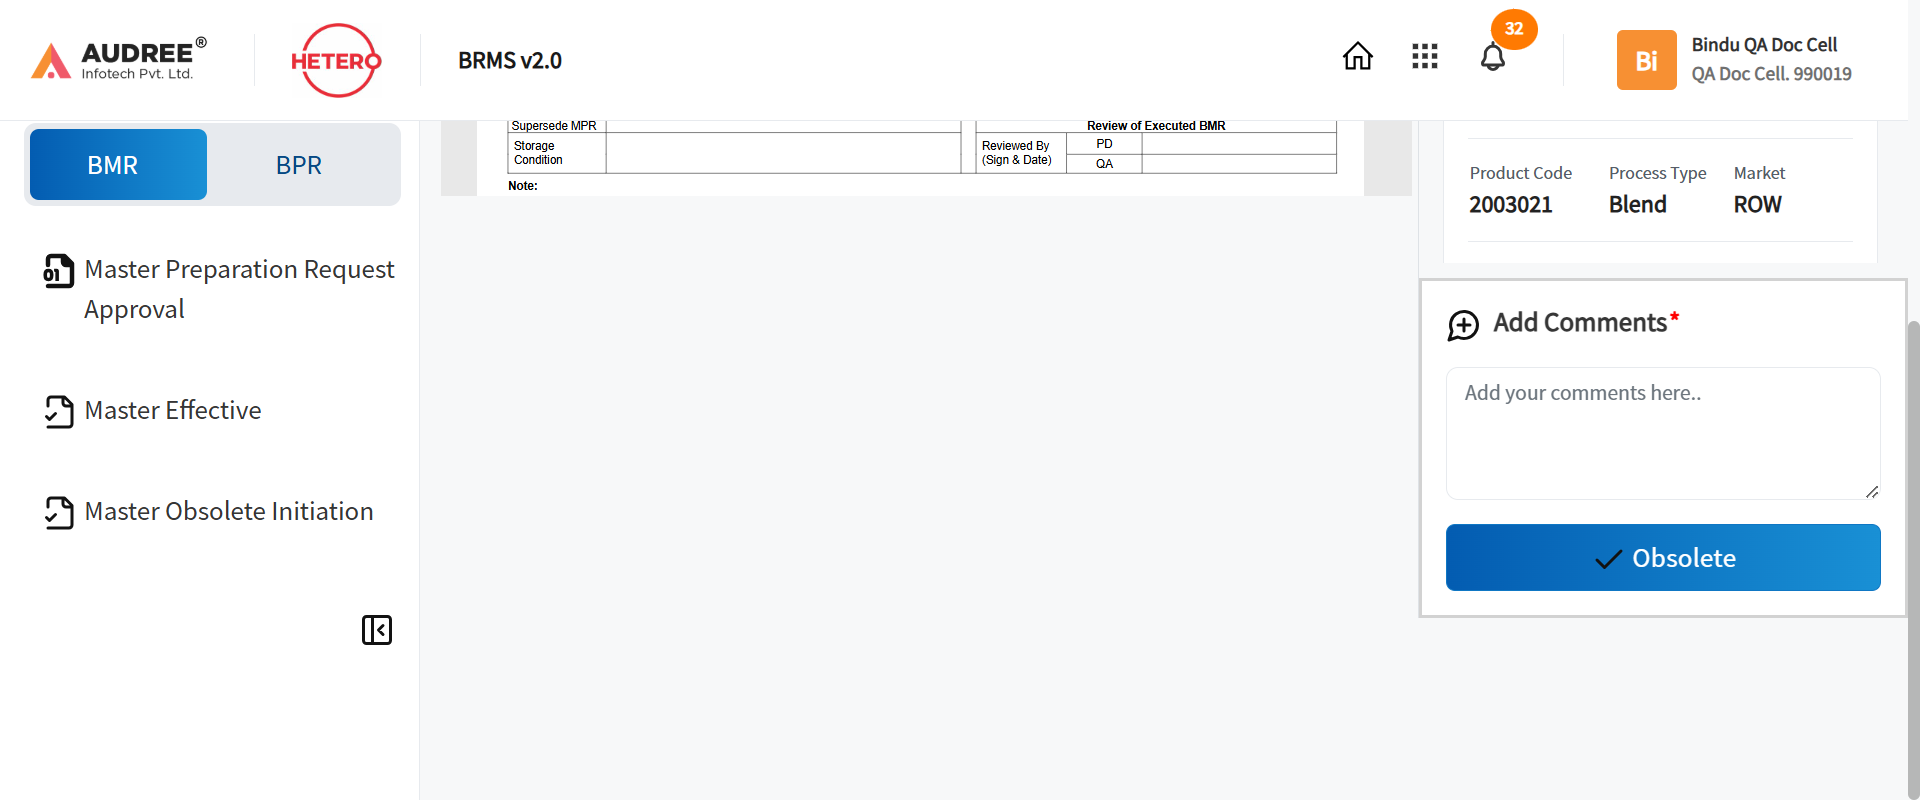 AUDREE®
Infotech Pvt. Ltd.
HETERO
BRMS v2.0
32
Bi
Bindu QA Doc Cell
QA Doc Cell. 990019
BMR
BPR
Master Preparation Request
Approval
Master Effective
Master Obsolete Initiation
Supersede MPR
Storage
Condition
Note:
Review of Executed BMR
Reviewed By
(Sign & Date)
PD
QA
Product Code
Process Type
Market
2003021
Blend
ROW
Add Comments*
Add your comments here..
Obsolete